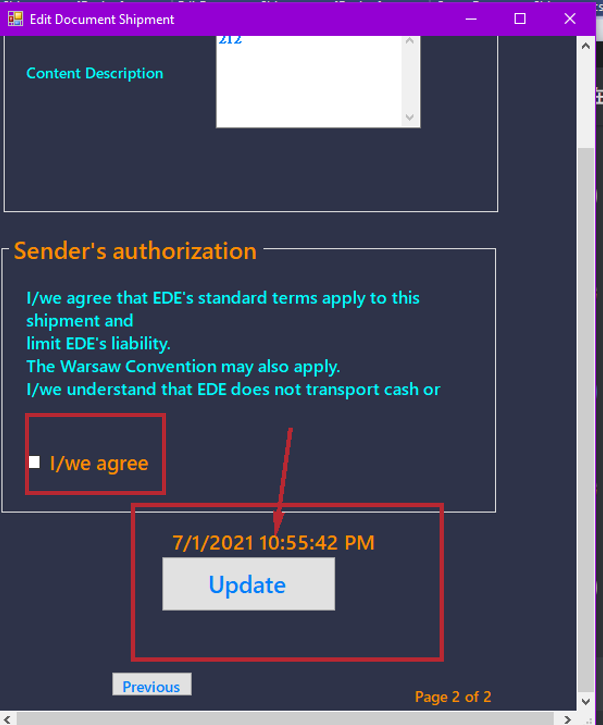 Edit Document Shipment
212
Content Description
Sender's authorization
I/we agree that EDE's standard terms apply to this
shipment and
limit EDE's liability.
The Warsaw Convention may also apply.
I/we understand that EDE does not transport cash or
I/we agree
7/1/2021 10:55:42 PM
Update
Previous
Page 2 of 2